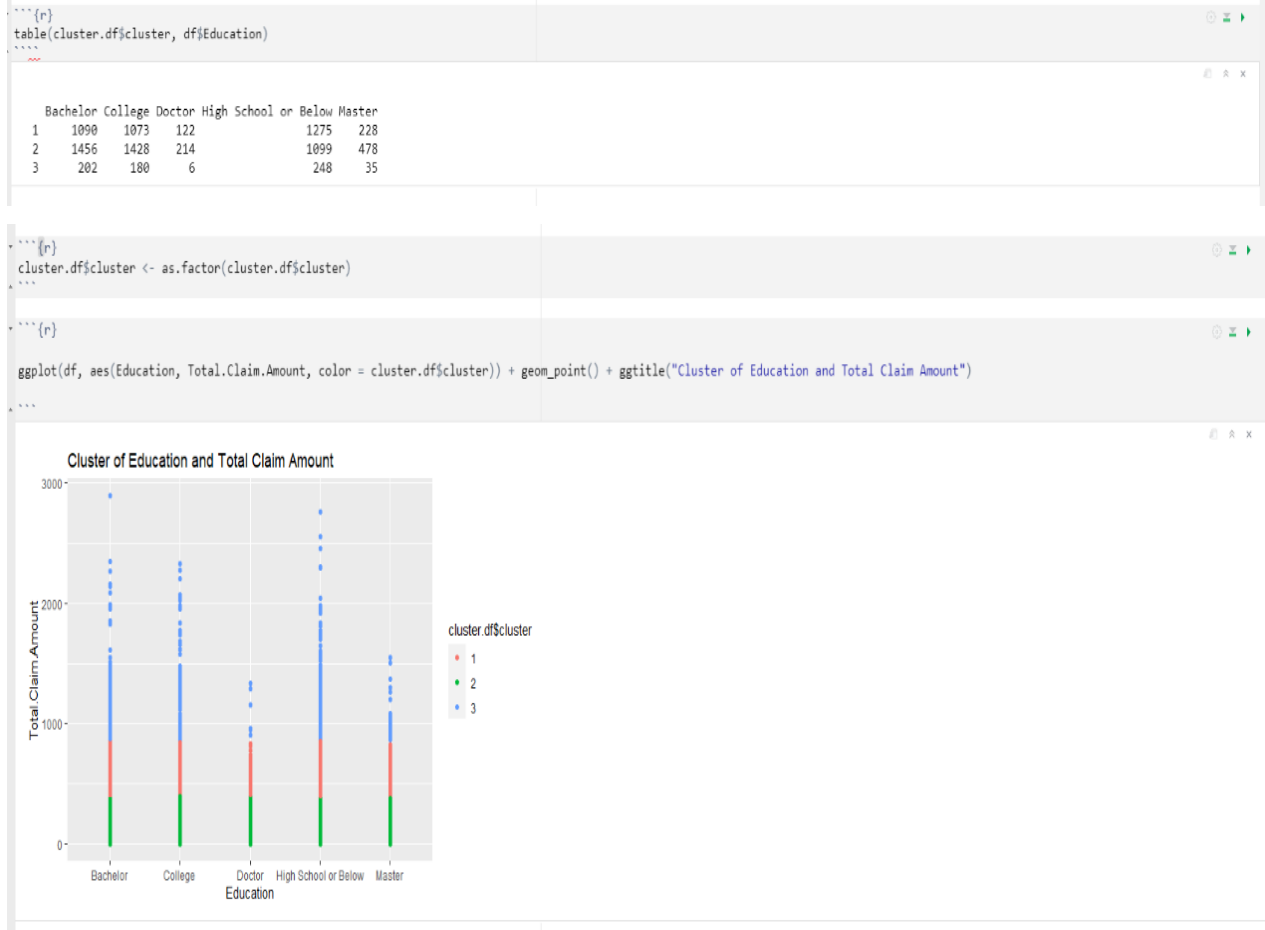 ```{r}
table(cluster.df$cluster, df$Education)
````
Bachelor College Doctor High School or Below Master
1 1090 1073 122 1275 228
2 1456 1428 214 1099 478
3 202 180 6 248 35
```{r}
cluster.df$cluster <- as.factor(cluster.df$cluster)
```
```{r}
ggplot(df, aes(Education, Total.Claim.Amount, color = cluster.df$cluster)) + geom_point() + ggtitle("Cluster of Education and Total Claim Amount")
```
Cluster of Education and Total Claim Amount
3000
2000
1000
0
Total.Claim.Amount
Bachelor College Doctor High School or Below Master
Education
cluster.df$cluster
1
2
3